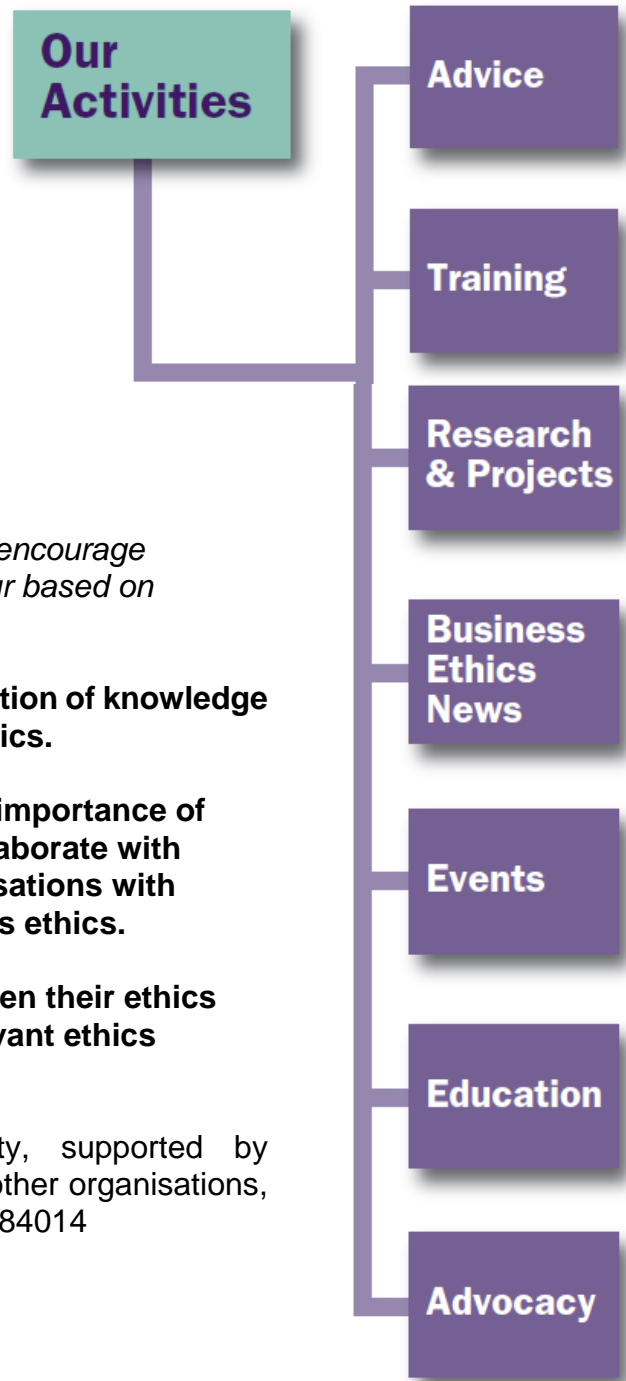 Our
Activities
Advice
Training
Research
& Projects
encourage
based on
Business
Ethics
News
tion of knowledge
ics.
importance of
aborate with
sations with
s ethics.
Events
en their ethics
vant ethics
Education
ty, supported by
other organisations,
84014
Advocacy